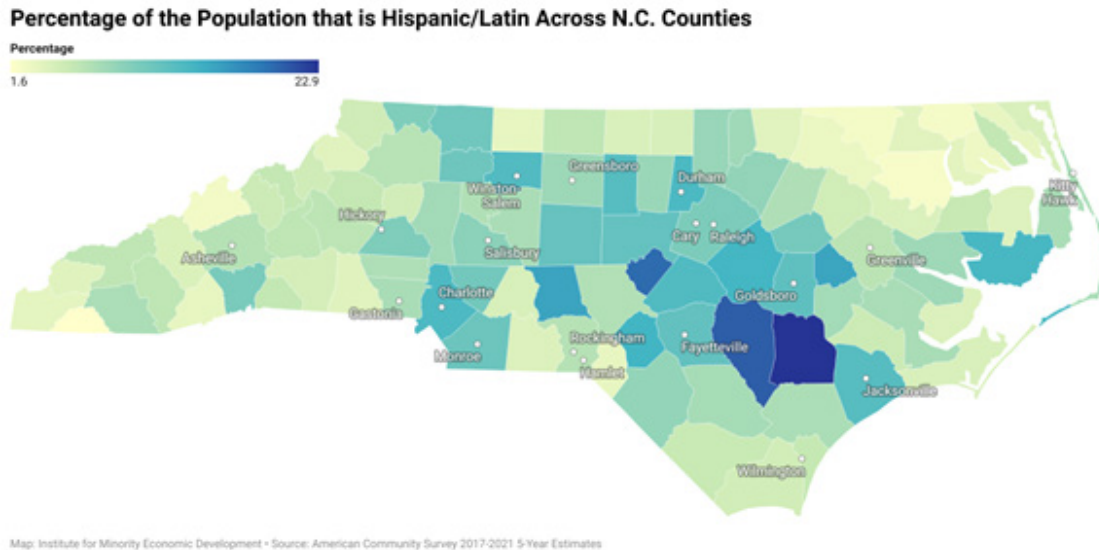 Percentage of the Population that is Hispanic/Latin Across N.C. Counties
Percentage
1.6 22.9
Greensboro
Durham
Winston-
Salem
Kitty
Hawk
Hickory
Cary Raleigh
Salisbury
Asheville
Greenville
Charlotte
Goldsboro
Gastonia
Rockingham
Fayetteville
Monroe
Hamlet
Jacksonville
Wilmington
Map: Institute for Minority Economic Development • Source: American Community Survey 2017-2021 5-Year Estimates